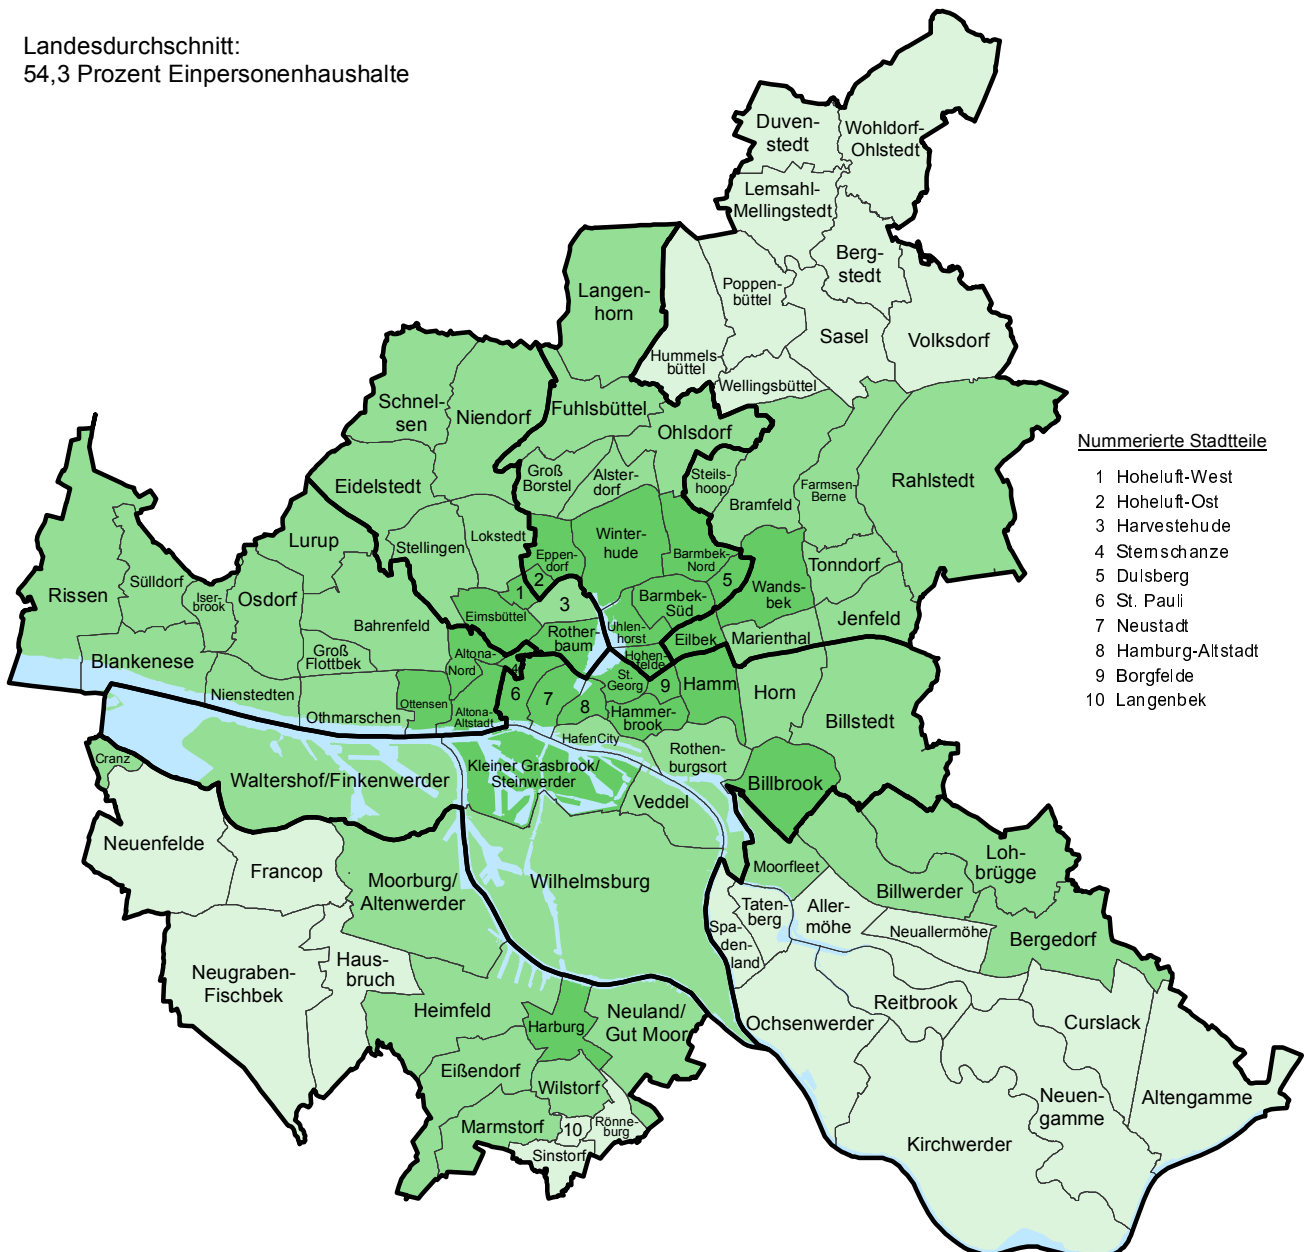 Landesdurchschnitt:
54,3 Prozent Einpersonenhaushalte
Duven-
stedt
Wohldorf-
Ohlstedt
Lemsahl-
Mellingstedt
Berg-
stedt
Poppen-
büttel
Langen-
horn
Sasel
Volksdorf
Hummels-
büttel
Wellingsbüttel
Schnel-
sen
Niendorf
Fuhlsbüttel
Ohlsdorf
Groß
Borstel
Alster-
dorf
Steils-
hoop
Bramfeld
Farmsen-
Berne
Rahlstedt
Nummerierte Stadtteile
1 Hoheluft-West
2 Hoheluft-Ost
3 Harvestehude
4 Sternschanze
5 Dulsberg
6 St. Pauli
7 Neustadt
8 Hamburg-Altstadt
9 Borgfelde
10 Langenbek
Eidelstedt
Lurup
Stellingen
Lokstedt
Eppen-
dorf
Winter-
hude
Barmbek-
Nord
Wands-
bek
Tonndorf
Rissen
Sülldorf
Iser-
brook
Osdorf
Bahrenfeld
Eimsbüttel
1
2
3
5
Barmbek-
Süd
Jenfeld
Rother-
baum
Uhlen-
horst
Eilbek
Marienthal
Blankenese
Groß
Flottbek
Altona-
Nord
4
Hohen-
felde
Nienstedten
Othmarschen
Ottensen
Altona-
Altstadt
6
7
8
St.
Georg
9
Hamm
Horn
Billstedt
Hammer-
brook
HafenCity
Rothen-
burgsort
Billbrook
Cranz
Waltershof/Finkenwerder
Kleiner Grasbrook/
Steinwerder
Veddel
Neuenfelde
Francop
Moorburg/
Altenwerder
Wilhelmsburg
Moorfleet
Billwerder
Loh-
brügge
Taten-
berg
Aller-
möhe
Neuallermöhe
Bergedorf
Spa-
den-
land
Neugraben-
Fischbek
Haus-
bruch
Heimfeld
Harburg
Neuland/
Gut Moor
Ochsenwerder
Reitbrook
Curslack
Eißendorf
Wilstorf
Neuen-
gamme
Altengamme
Marmstorf
10
Rönne-
burg
Sinstorf
Kirchwerder